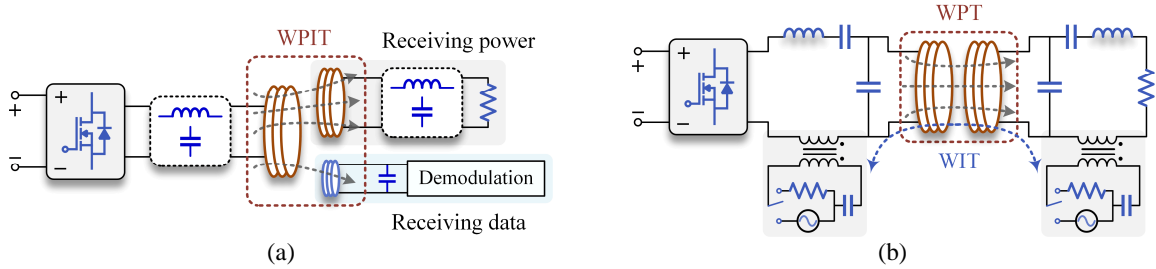 WPIT
Receiving power
+
+
−
−
Demodulation
Receiving data
(a)
WPT
+
+
−
−
WIT
(b)